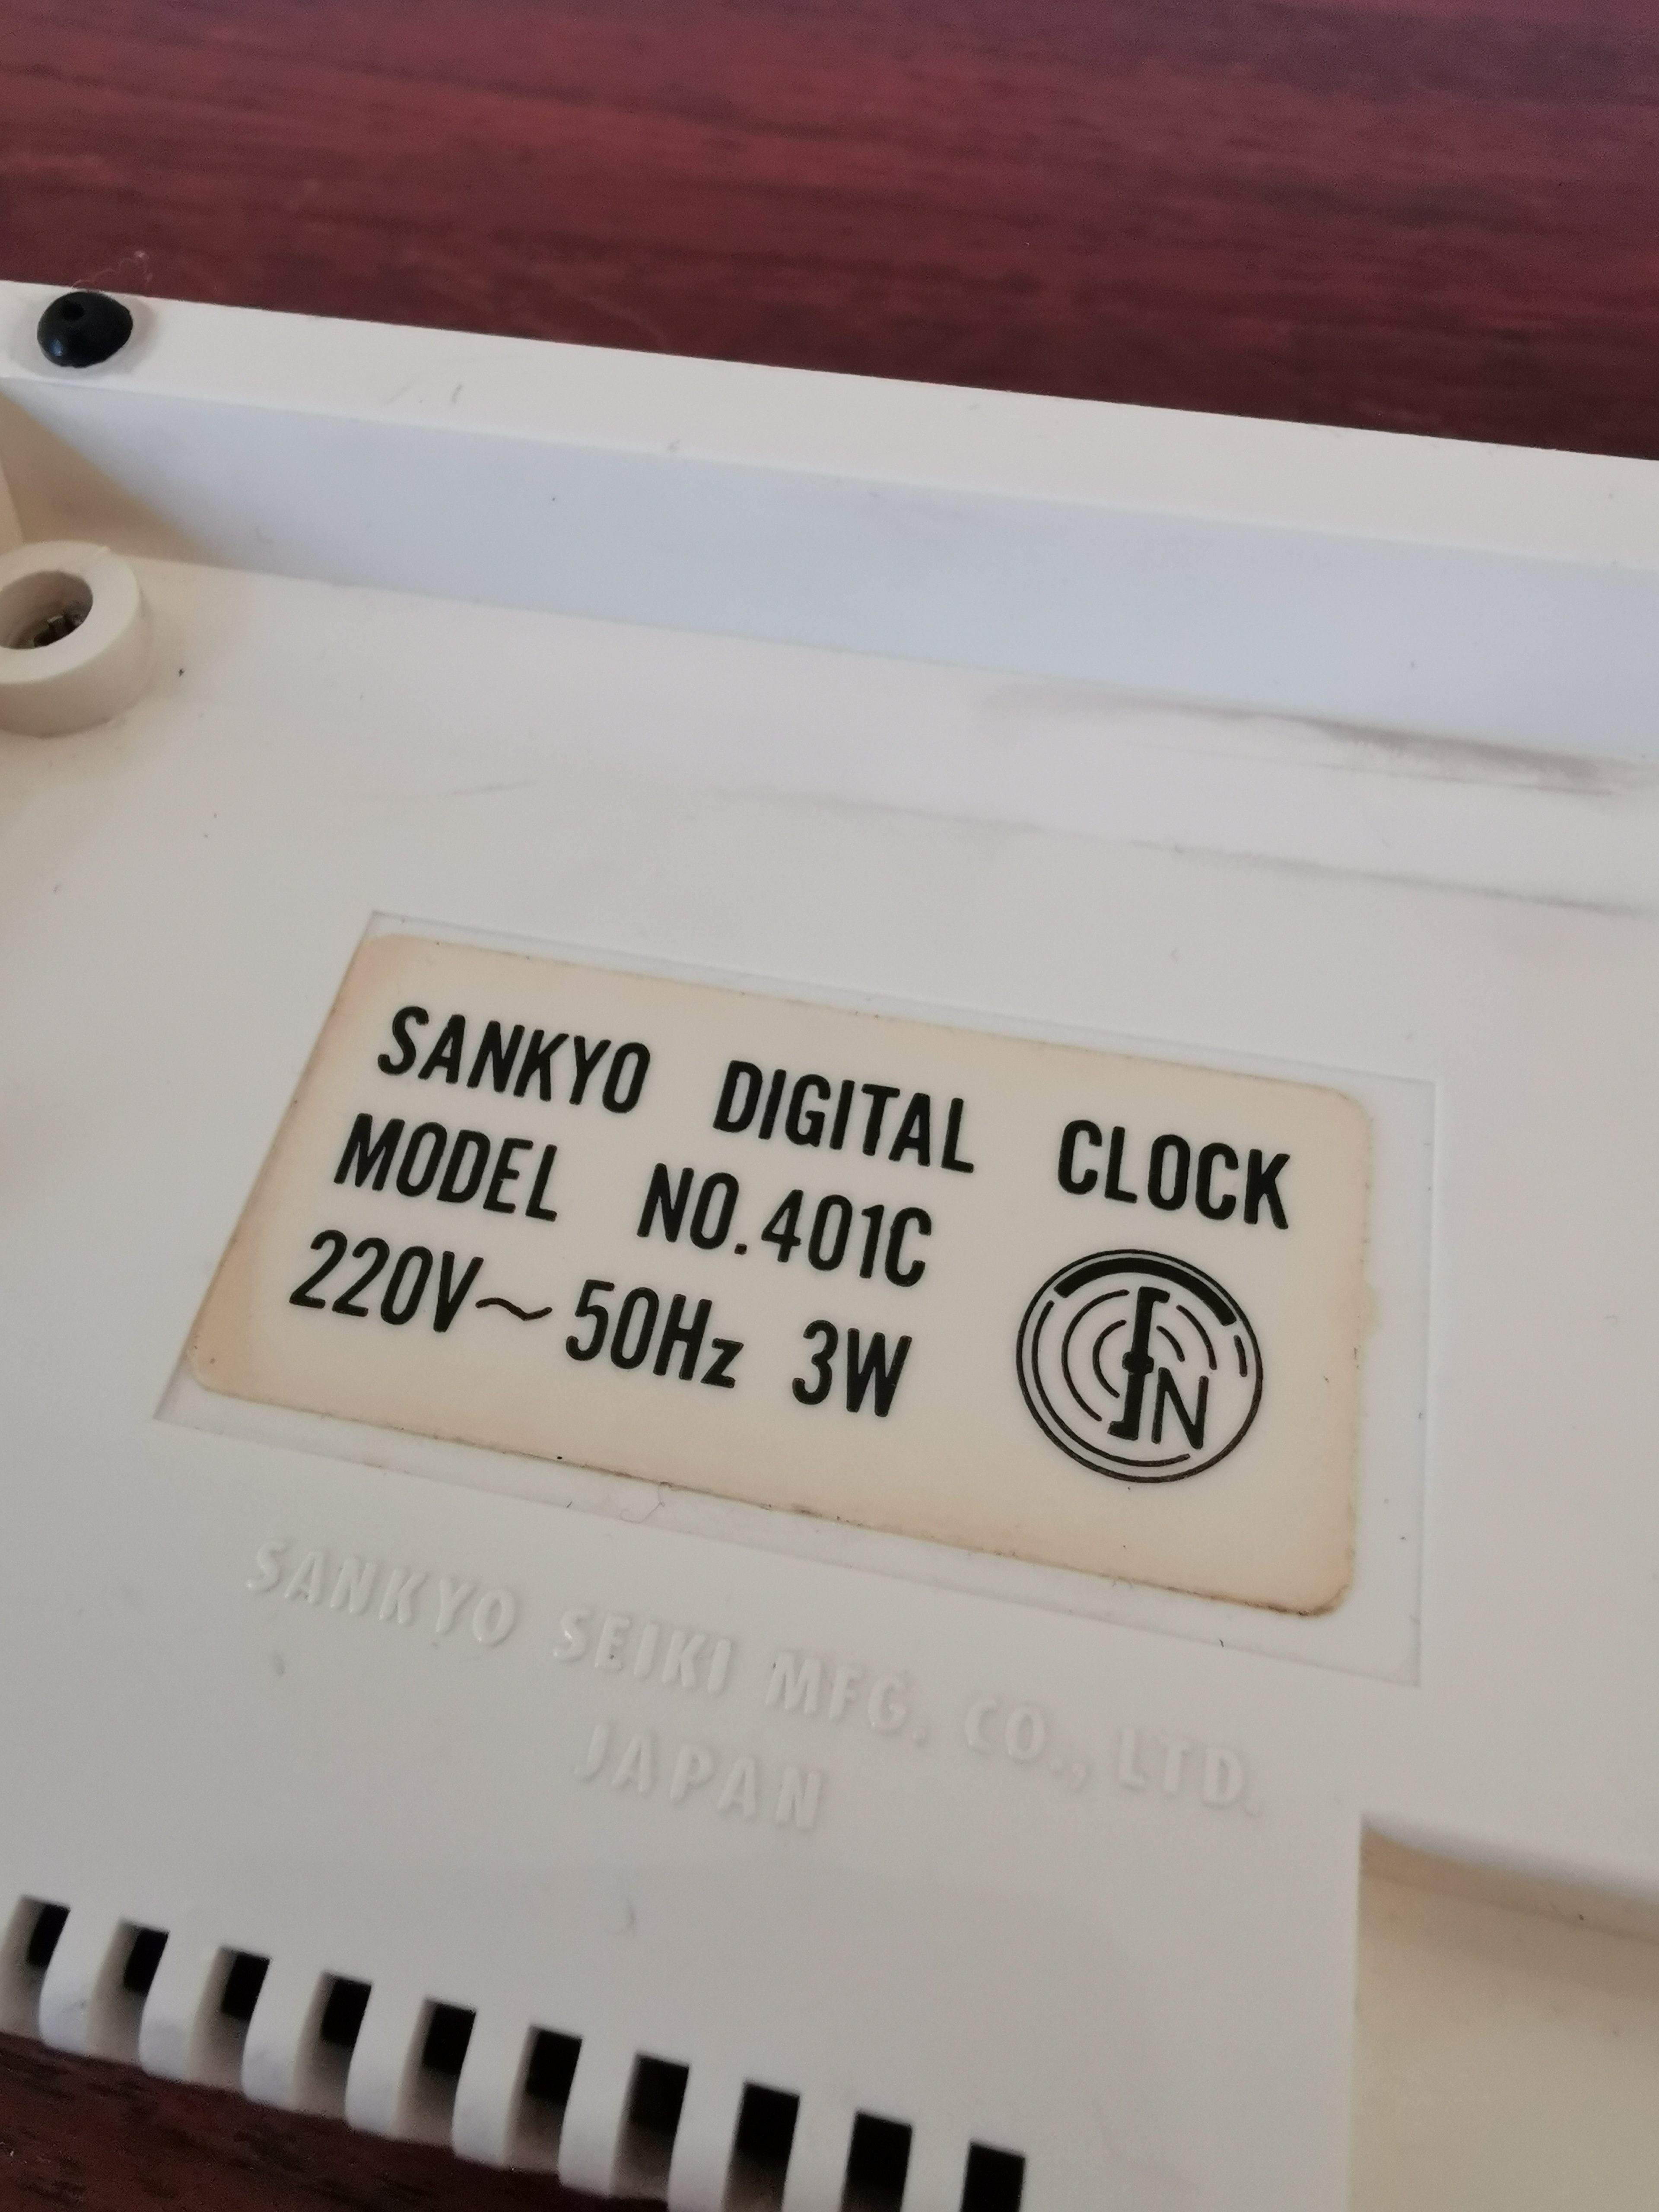 SANKYO DIGITAL CLOCK
MODEL NO.401C
220V～50Hz 3W
SANKYO SEIKI MFG. CO., LTD.
JAPAN